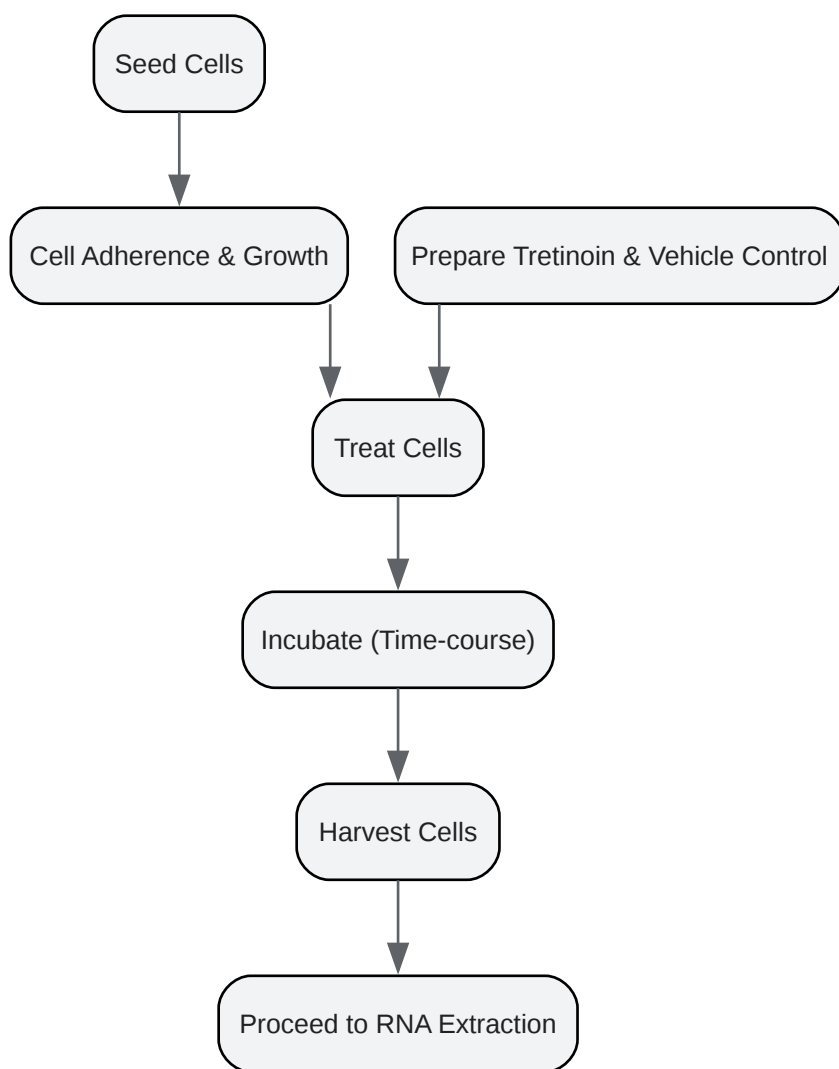 Seed Cells
Cell Adherence & Growth
Prepare Tretinoin & Vehicle Control
Treat Cells
Incubate (Time-course)
Harvest Cells
Proceed to RNA Extraction